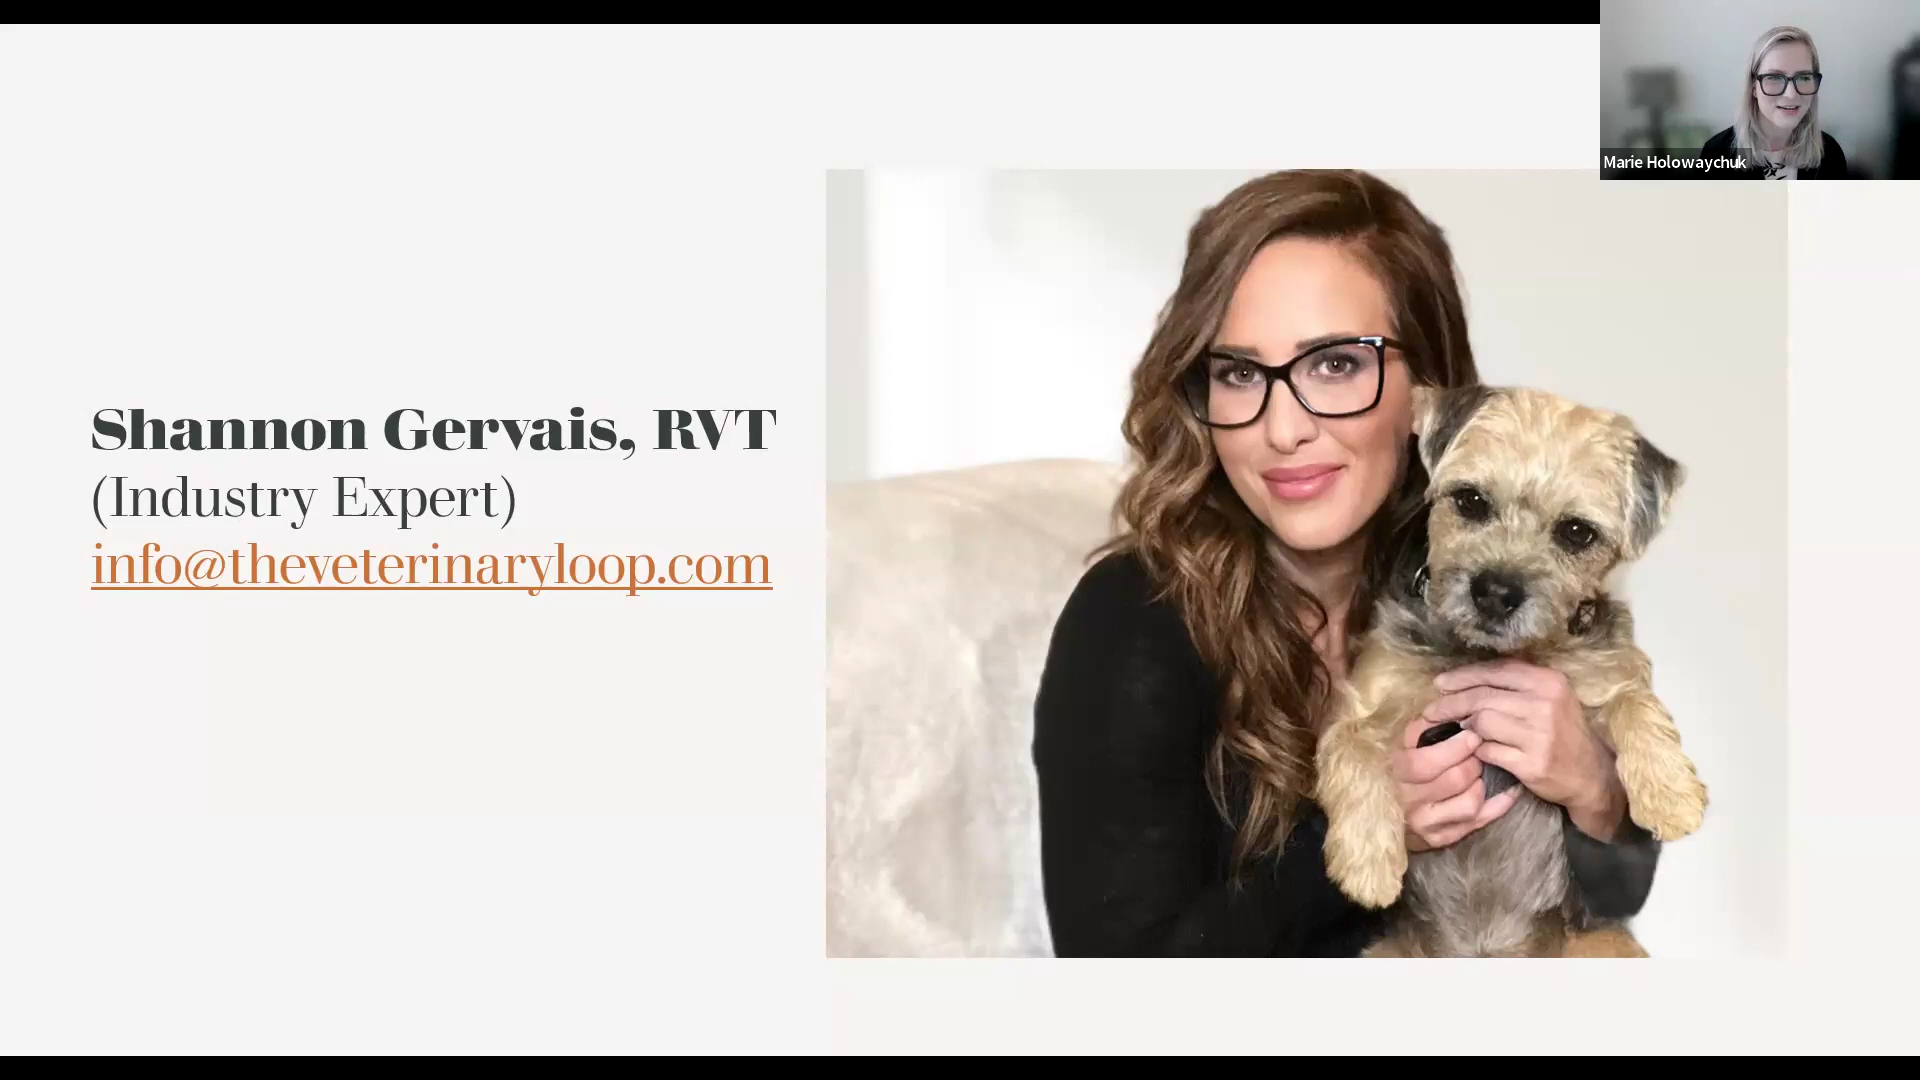 Marie Holowaychuk
Shannon Gervais, RVT
(Industry Expert)
info@theveterinaryloop.com